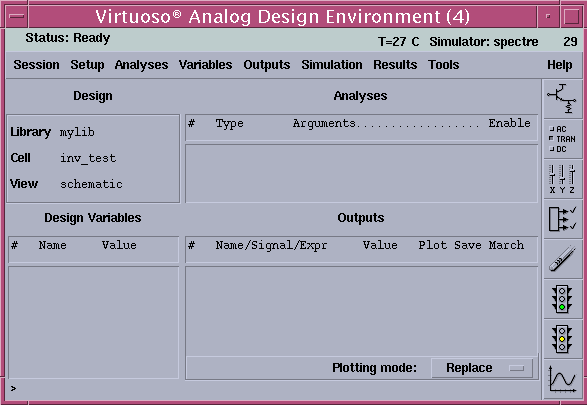 Virtuoso® Analog Design Environment (4)
Status: Ready
T=27 C Simulator: spectre 29
Session Setup Analyses Variables Outputs Simulation Results Tools Help
Design
Library mylib
Cell inv_test
View schematic
Analyses
# Type Arguments................... Enable
AC
TRAN
DC
X Y Z
Design Variables
# Name Value
Outputs
# Name/Signal/Expr Value Plot Save March
Plotting mode: Replace
>